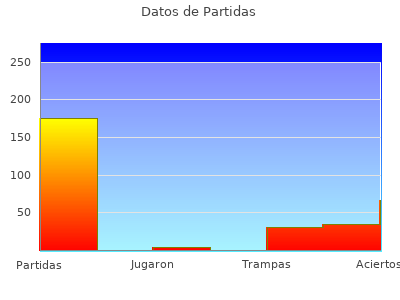 Datos de Partidas
250
200
150
100
50
Partidas
Jugaron
Trampas
Aciertos